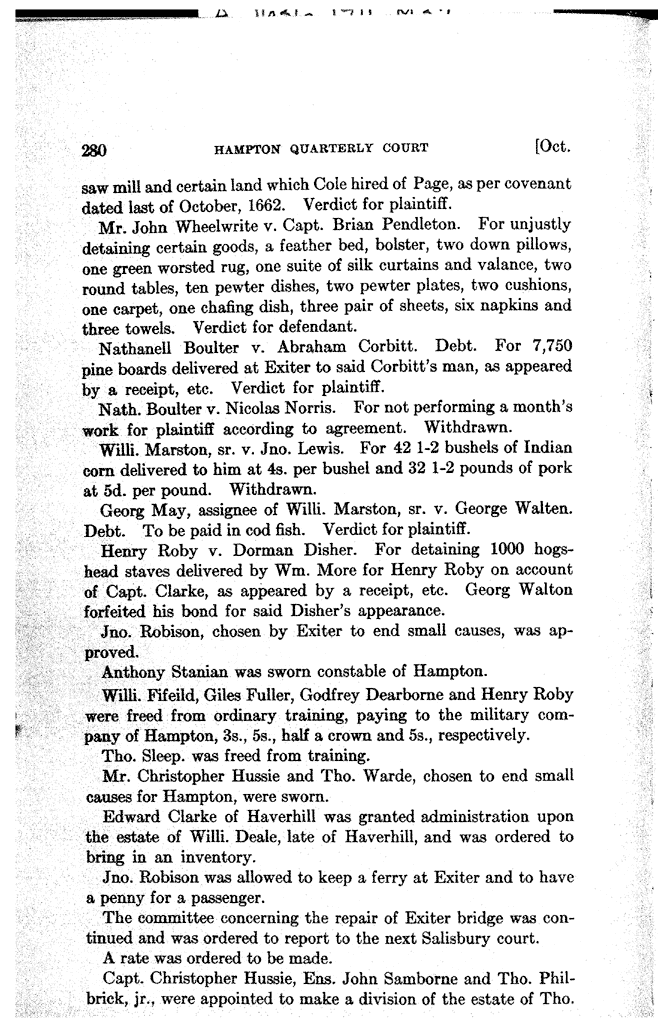 280 HAMPTON QUARTERLY COURT [Oct.
saw mill and certain land which Cole hired of Page, as per covenant
dated last of October, 1662. Verdict for plaintiff.
Mr. John Wheelwrite v. Capt. Brian Pendleton. For unjustly
detaining certain goods, a feather bed, bolster, two down pillows,
one green worsted rug, one suite of silk curtains and valance, two
round tables, ten pewter dishes, two pewter plates, two cushions,
one carpet, one chafing dish, three pair of sheets, six napkins and
three towels. Verdict for defendant.
Nathanell Boulter v. Abraham Corbitt. Debt. For 7,750
pine boards delivered at Exiter to said Corbitt's man, as appeared
by a receipt, etc. Verdict for plaintiff.
Nath. Boulter v. Nicolas Norris. For not performing a month's
work for plaintiff according to agreement. Withdrawn.
Willi. Marston, sr. v. Jno. Lewis. For 42 1-2 bushels of Indian
corn delivered to him at 4s. per bushel and 32 1-2 pounds of pork
at 5d. per pound. Withdrawn.
Georg May, assignee of Willi. Marston, sr. v. George Walten.
Debt. To be paid in cod fish. Verdict for plaintiff.
Henry Roby v. Dorman Disher. For detaining 1000 hogs-
head staves delivered by Wm. More for Henry Roby on account
of Capt. Clarke, as appeared by a receipt, etc. Georg Walton
forfeited his bond for said Disher's appearance.
Jno. Robison, chosen by Exiter to end small causes, was ap-
proved.
Anthony Stanian was sworn constable of Hampton.
Willi. Fifeild, Giles Fuller, Godfrey Dearborne and Henry Roby
were freed from ordinary training, paying to the military com-
pany of Hampton, 3s., 5s., half a crown and 5s., respectively.
Tho. Sleep. was freed from training.
Mr. Christopher Hussie and Tho. Warde, chosen to end small
causes for Hampton, were sworn.
Edward Clarke of Haverhill was granted administration upon
the estate of Willi. Deale, late of Haverhill, and was ordered to
bring in an inventory.
Jno. Robison was allowed to keep a ferry at Exiter and to have
a penny for a passenger.
The committee concerning the repair of Exiter bridge was con-
tinued and was ordered to report to the next Salisbury court.
A rate was ordered to be made.
Capt. Christopher Hussie, Ens. John Samborne and Tho. Phil-
brick, jr., were appointed to make a division of the estate of Tho.